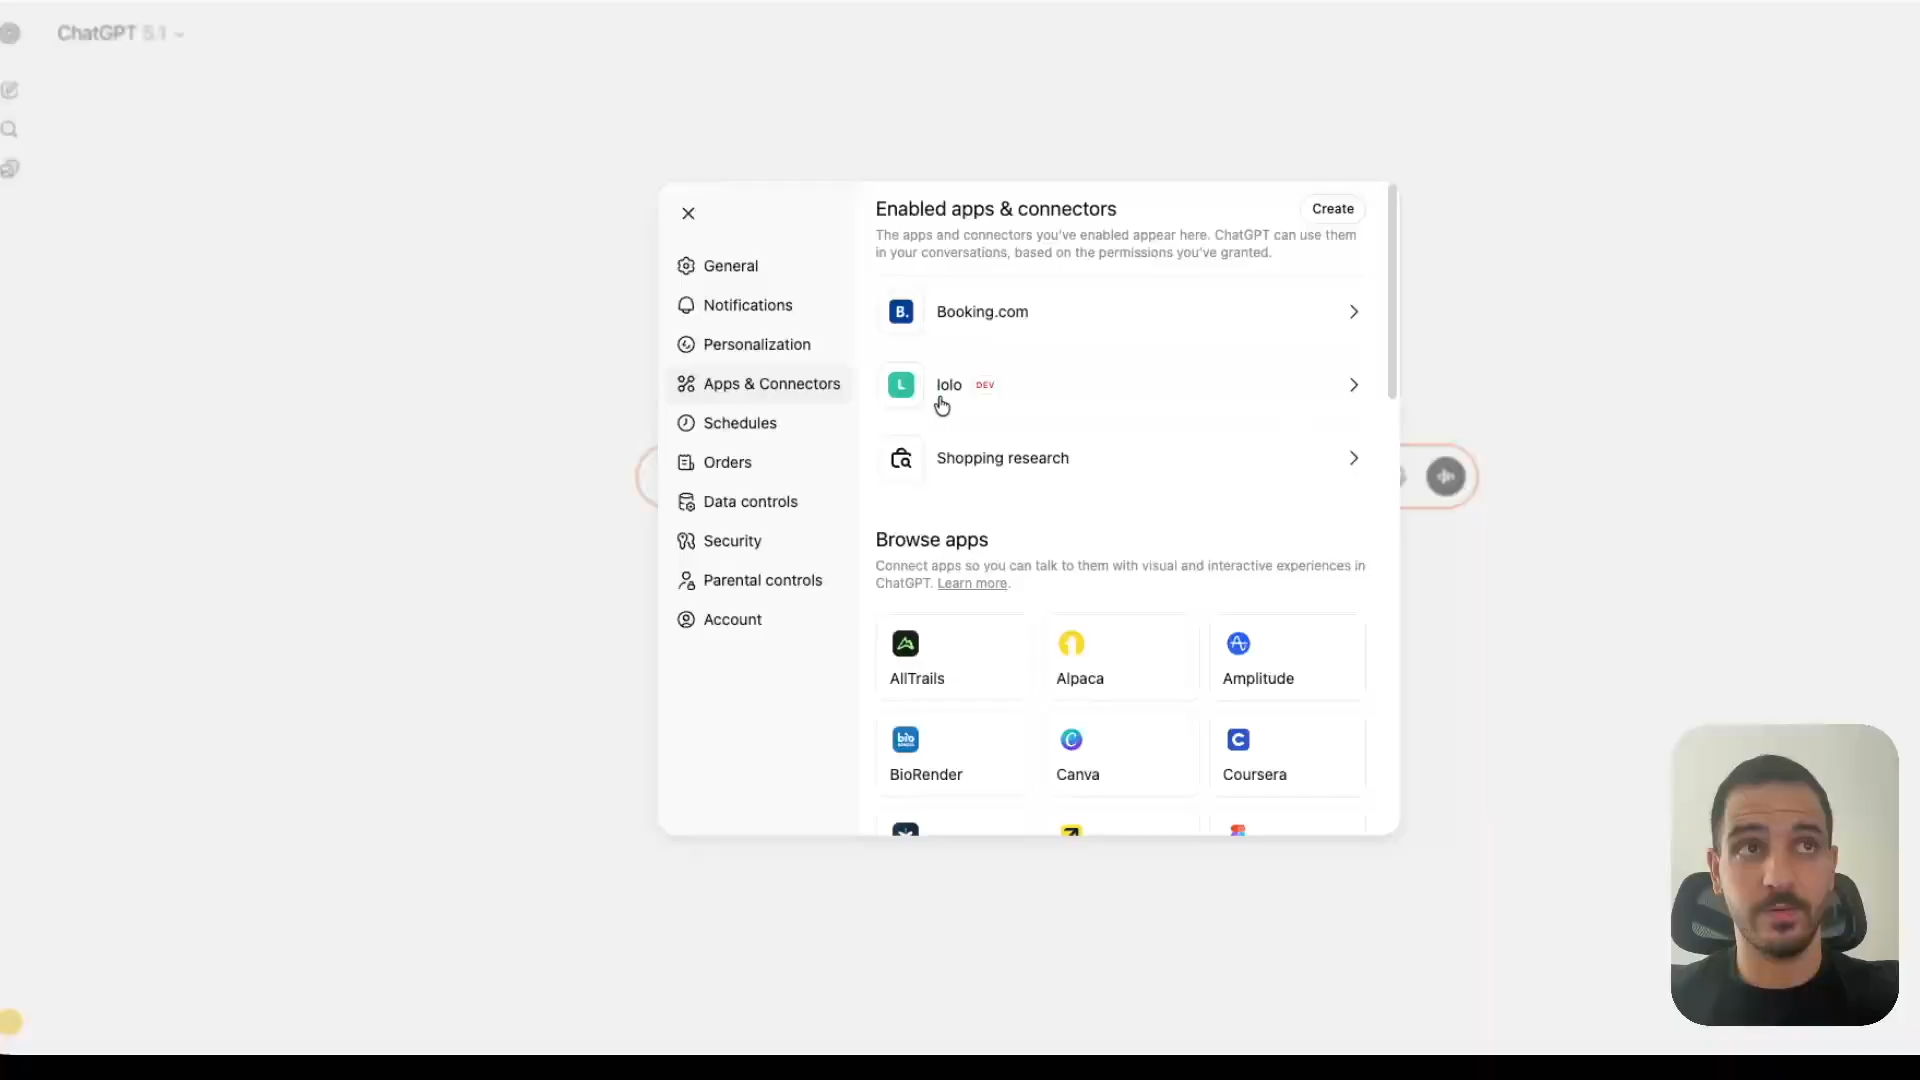 ChatGPT 5.1
Enabled apps & connectors
Create
The apps and connectors you've enabled appear here. ChatGPT can use them
in your conversations, based on the permissions you've granted.
General
Notifications
Personalization
Apps & Connectors
Schedules
Orders
Data controls
Security
Parental controls
Account
B. Booking.com
L lolo DEV
Shopping research
Browse apps
Connect apps so you can talk to them with visual and interactive experiences in
ChatGPT. Learn more.
AllTrails
Alpaca
Amplitude
bio
C
C
BioRender
Canva
Coursera